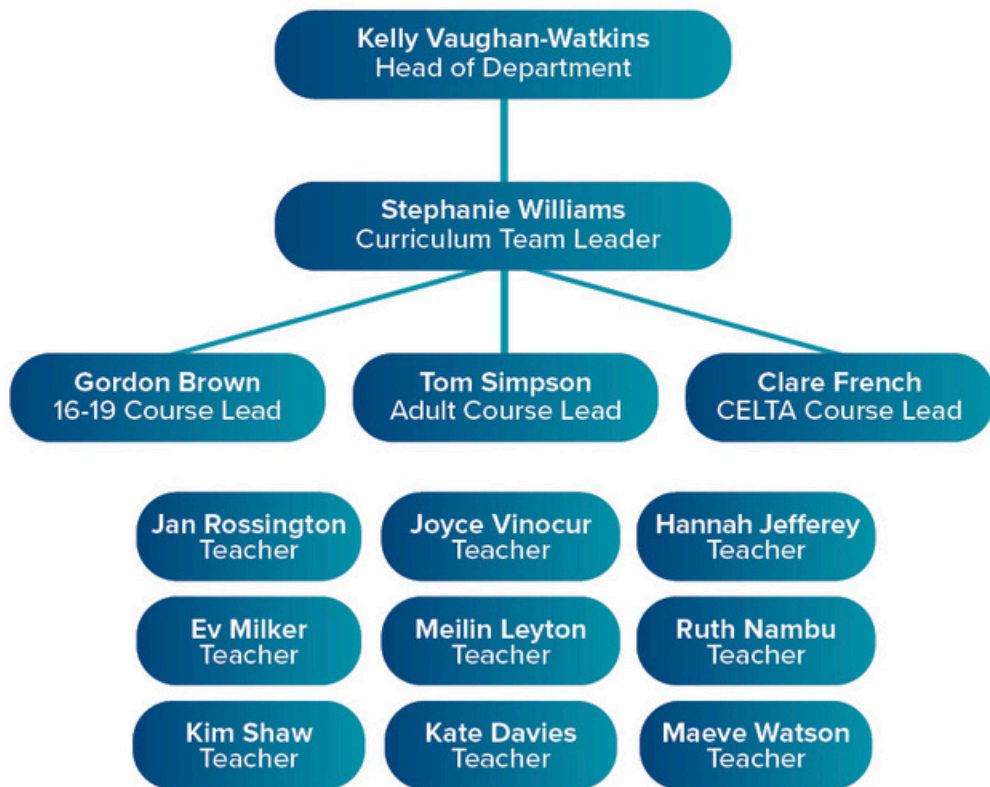 Kelly Vaughan-Watkins
Head of Department
Stephanie Williams
Curriculum Team Leader
Gordon Brown
16-19 Course Lead
Tom Simpson
Adult Course Lead
Clare French
CELTA Course Lead
Jan Rossington
Teacher
Joyce Vinocur
Teacher
Hannah Jefferey
Teacher
Ev Milker
Teacher
Meilin Leyton
Teacher
Ruth Nambu
Teacher
Kim Shaw
Teacher
Kate Davies
Teacher
Maeve Watson
Teacher